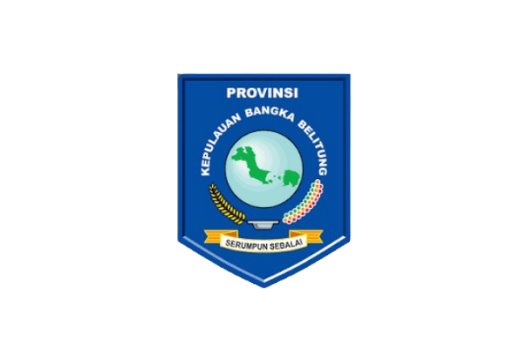 PROVINSI
KEPULAUAN BANGKA BELITUNG
SERUMPUN SEBALAI